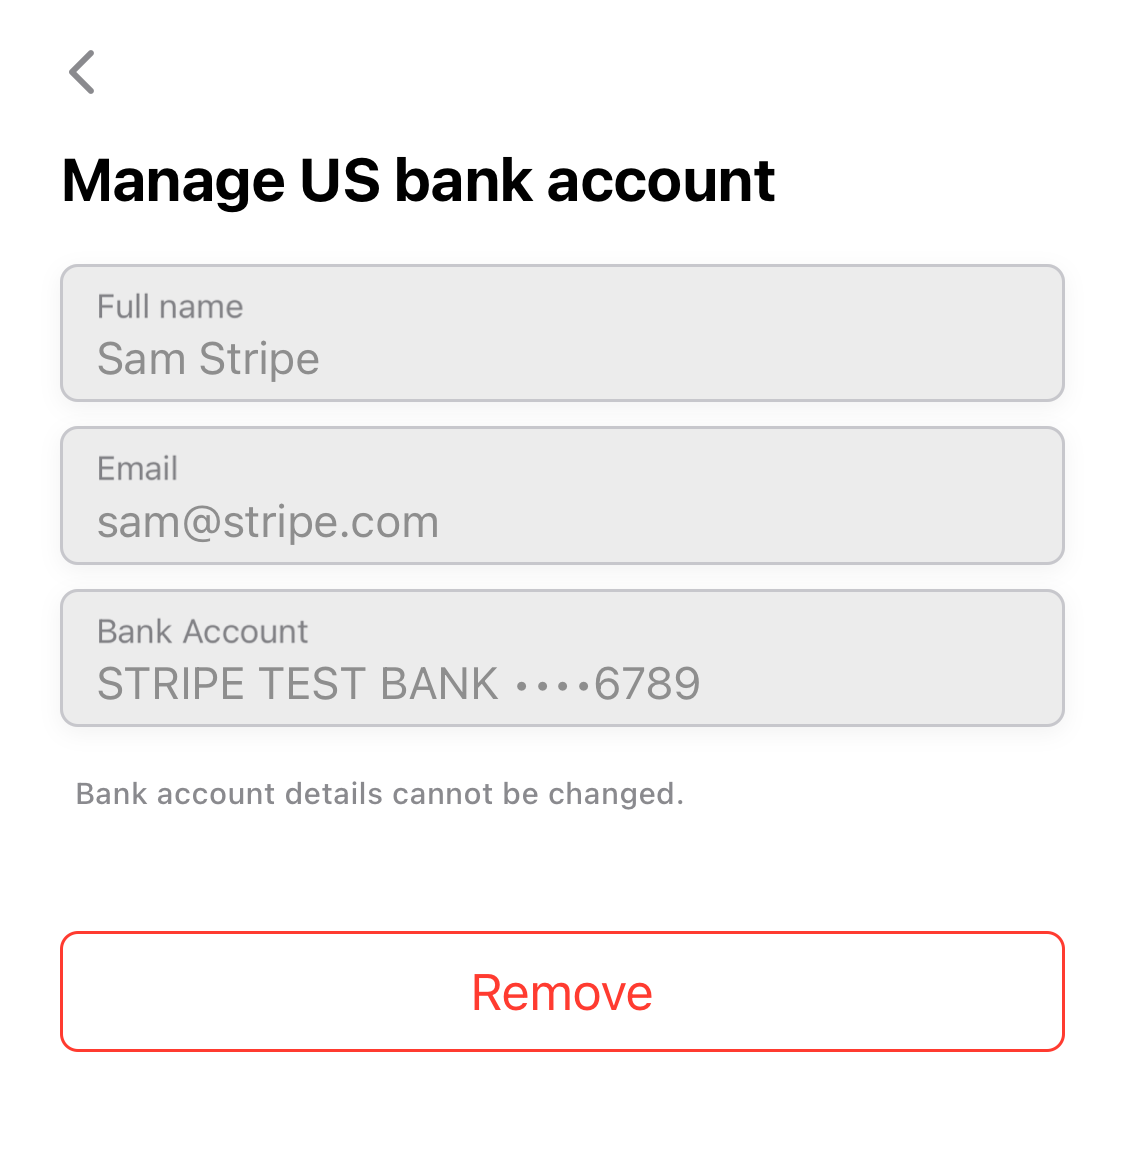 Manage US bank account
Full name
Sam Stripe
Email
sam@stripe.com
Bank Account
STRIPE TEST BANK ••••6789
Bank account details cannot be changed.
Remove